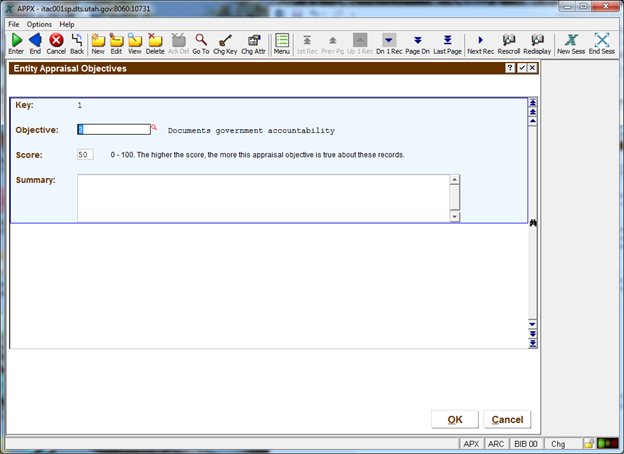 APPX - itac001sp.dts.utah.gov:8060:10731
File Options Help
Enter End Cancel Back New Edit View Delete Ack Del Go To Chg Key Chg Attr Menu 1st Rec Prev Pg Up 1 Rec Dn 1 Rec Page Dn Last Page Next Rec Rescroll Redisplay New Sess End Sess
Entity Appraisal Objectives
Key: 1
Objective: 3 Documents government accountability
Score: 50 0 - 100. The higher the score, the more this appraisal objective is true about these records.
Summary:
OK Cancel
APX ARC BIB 00 Chg